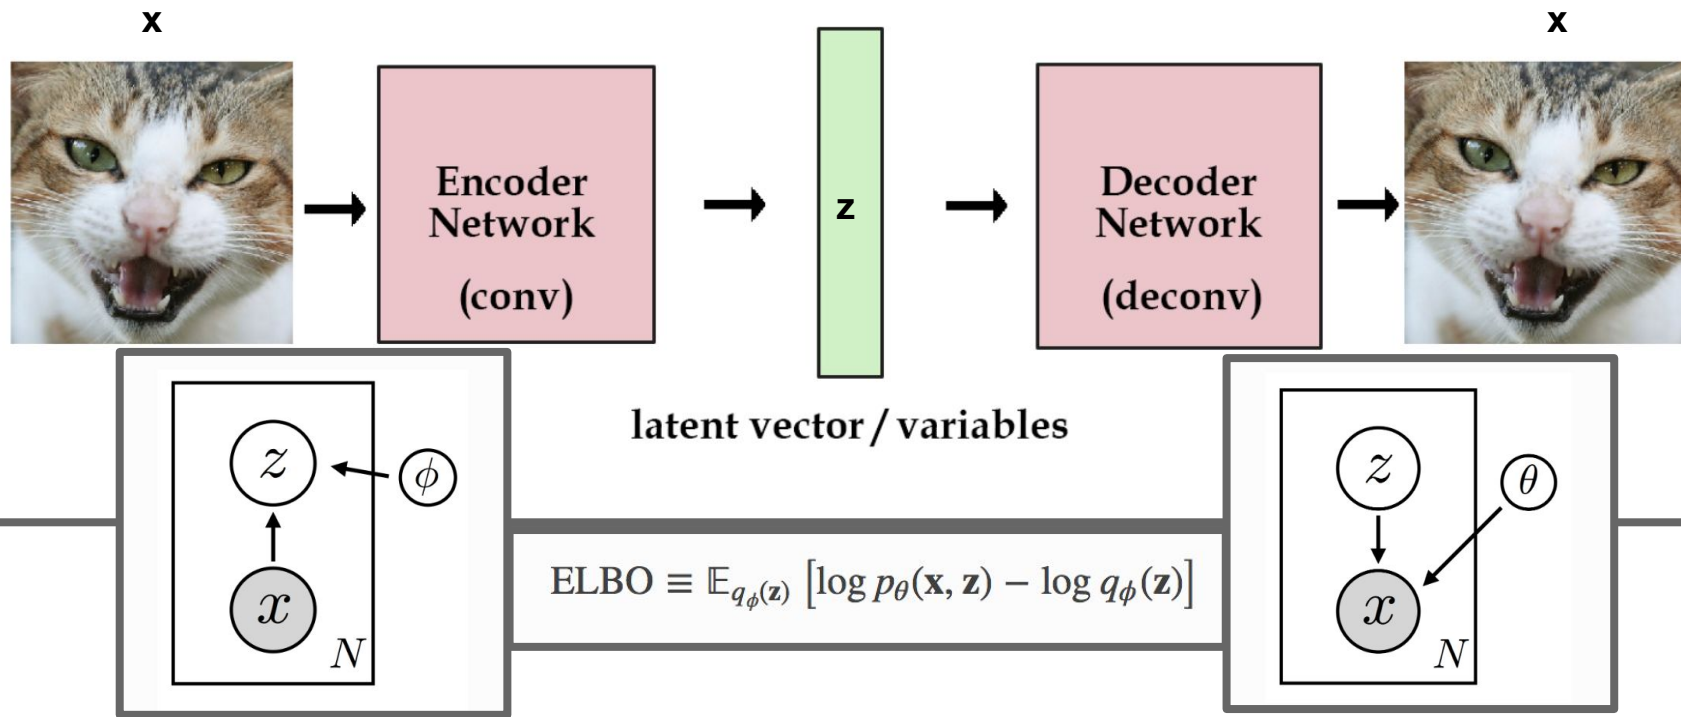 x
x
Encoder
Network
(conv)
z
Decoder
Network
(deconv)
latent vector / variables
z
ϕ
x
N
ELBO ≡ 𝔼_{q_ϕ(𝐳)} [log p_θ(𝐱, 𝐳) − log q_ϕ(𝐳)]
z
θ
x
N